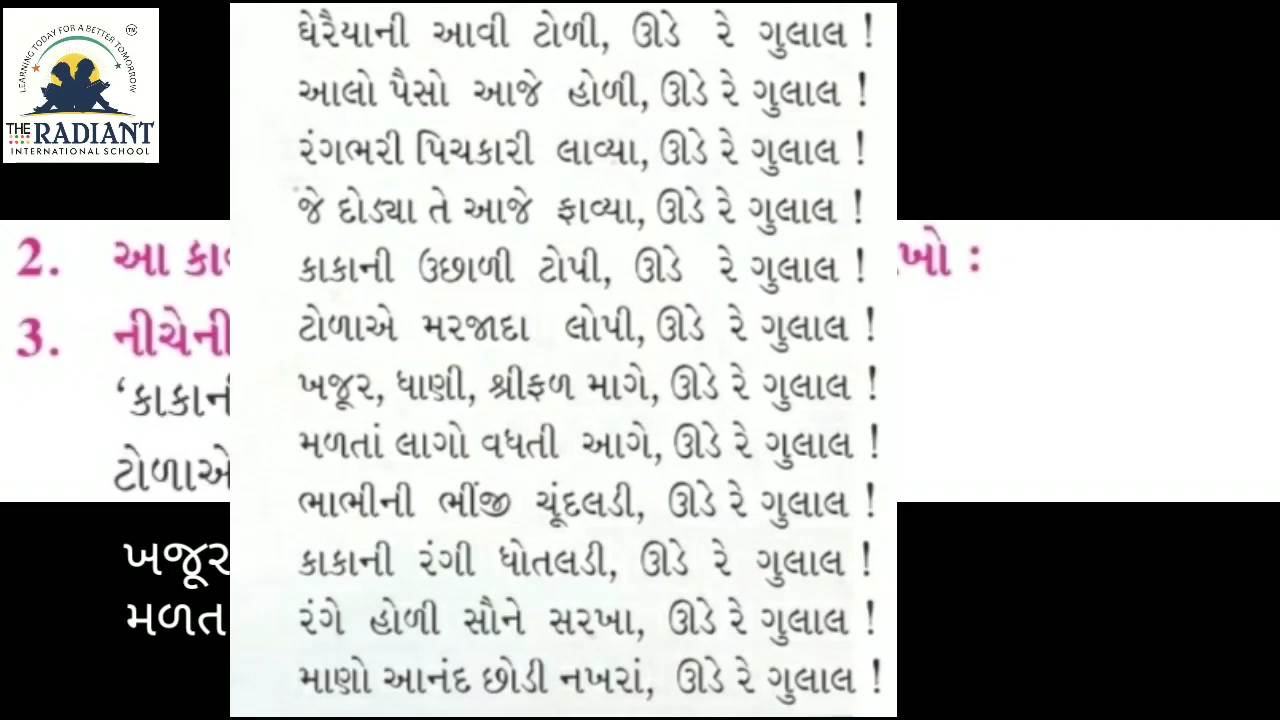 LEARNING TODAY FOR A BETTER TOMORROW
TM
THE RADIANT
INTERNATIONAL SCHOOL
ઘેરૈયાની આવી ટોળી, ઊડે રે ગુલાલ !
આલો પૈસો આજે હોળી, ઊડે રે ગુલાલ !
રંગભરી પિચકારી લાવ્યા, ઊડે રે ગુલાલ !
જે દોડ્યા તે આજે ફાવ્યા, ઊડે રે ગુલાલ !
કાકાની ઉછાળી ટોપી, ઊડે રે ગુલાલ !
ટોળાએ મરજાદા લોપી, ઊડે રે ગુલાલ !
ખજૂર, ધાણી, શ્રીફળ માગે, ઊડે રે ગુલાલ !
મળતાં લાગો વધતી આગે, ઊડે રે ગુલાલ !
ભાભીની ભીંજી ચૂંદલડી, ઊડે રે ગુલાલ !
કાકાની રંગી ધોતલડી, ઊડે રે ગુલાલ !
રંગે હોળી સૌને સરખા, ઊડે રે ગુલાલ !
માણો આનંદ છોડી નખરાં, ઊડે રે ગુલાલ !
2. આ કાવ
ખો :
3. નીચેની
‘કાકાની
ટોળાએ
ખજૂર
મળત